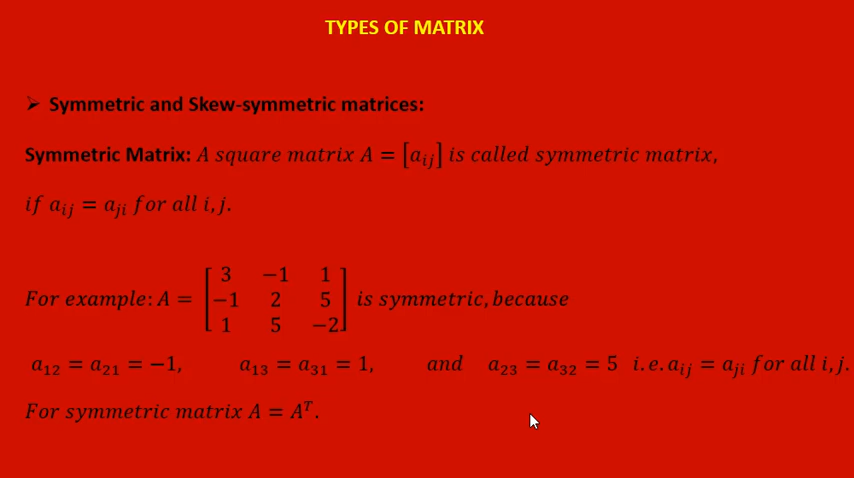 TYPES OF MATRIX
➢ Symmetric and Skew-symmetric matrices:
Symmetric Matrix: A square matrix A = [aᵢⱼ] is called symmetric matrix,
if aᵢⱼ = aⱼᵢ for all i, j.
For example: A = [3 −1 1; −1 2 5; 1 5 −2] is symmetric, because
a₁₂ = a₂₁ = −1, a₁₃ = a₃₁ = 1, and a₂₃ = a₃₂ = 5 i.e. aᵢⱼ = aⱼᵢ for all i, j.
For symmetric matrix A = Aᵀ.